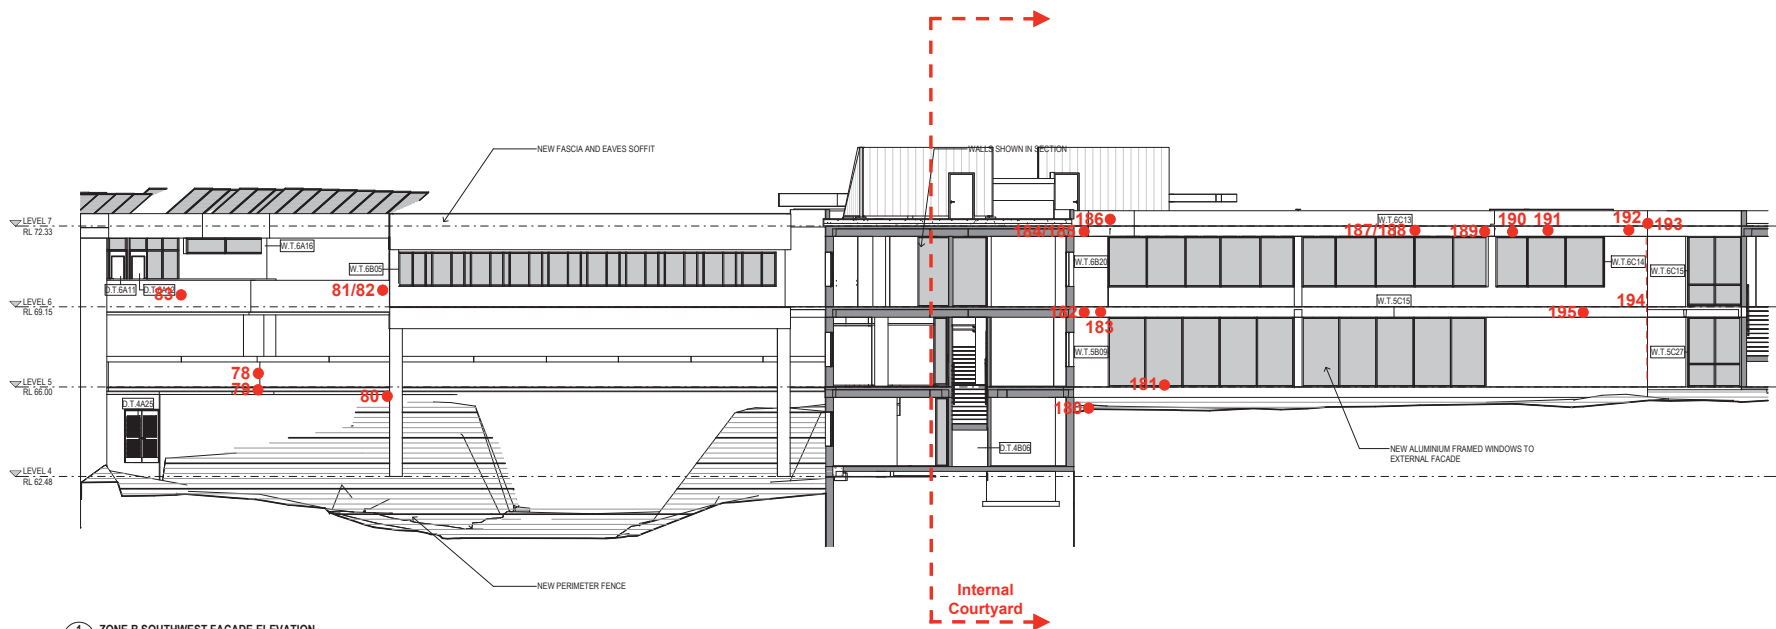 NEW FASCIA AND EAVES SOFFIT
WALLS SHOWN IN SECTION
LEVEL 7
RL 72.33
186
184/185
W.T.6C13
187/188
189
190
191
192
193
W.T.6A16
W.T.6B05
W.T.6B20
W.T.6C14
W.T.6C15
D.T.6A11
83
81/82
LEVEL 6
RL 69.15
182
183
W.T.5C15
195
194
W.T.5B09
W.T.5C27
78
79
LEVEL 5
RL 66.00
80
181
180
D.T.4A25
D.T.4B06
NEW ALUMINIUM FRAMED WINDOWS TO
EXTERNAL FACADE
LEVEL 4
RL 62.48
NEW PERIMETER FENCE
Internal
Courtyard
1
ZONE B SOUTHWEST FACADE ELEVATION